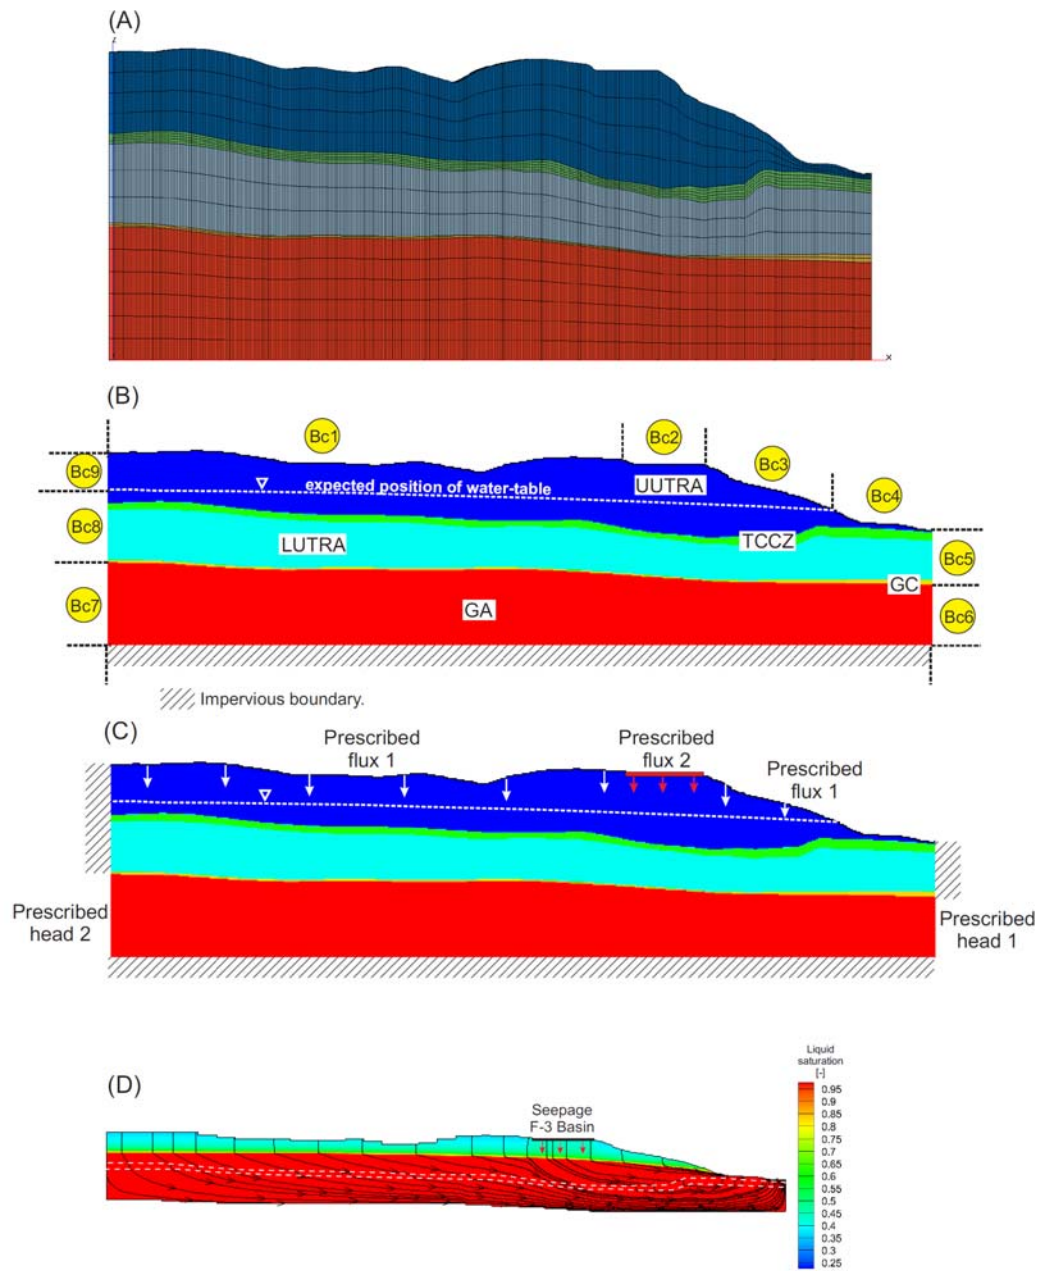 (A)
z
x
(B)
Bc1
Bc2
Bc3
Bc4
Bc9
expected position of water-table
UUTRA
Bc8
LUTRA
TCCZ
Bc5
GC
Bc7
GA
Bc6
Impervious boundary.
(C)
Prescribed
flux 1
Prescribed
flux 2
Prescribed
flux 1
Prescribed
head 2
Prescribed
head 1
(D)
Seepage
F-3 Basin
Liquid
saturation
[-]
0.95
0.9
0.85
0.8
0.75
0.7
0.65
0.6
0.55
0.5
0.45
0.4
0.35
0.3
0.25